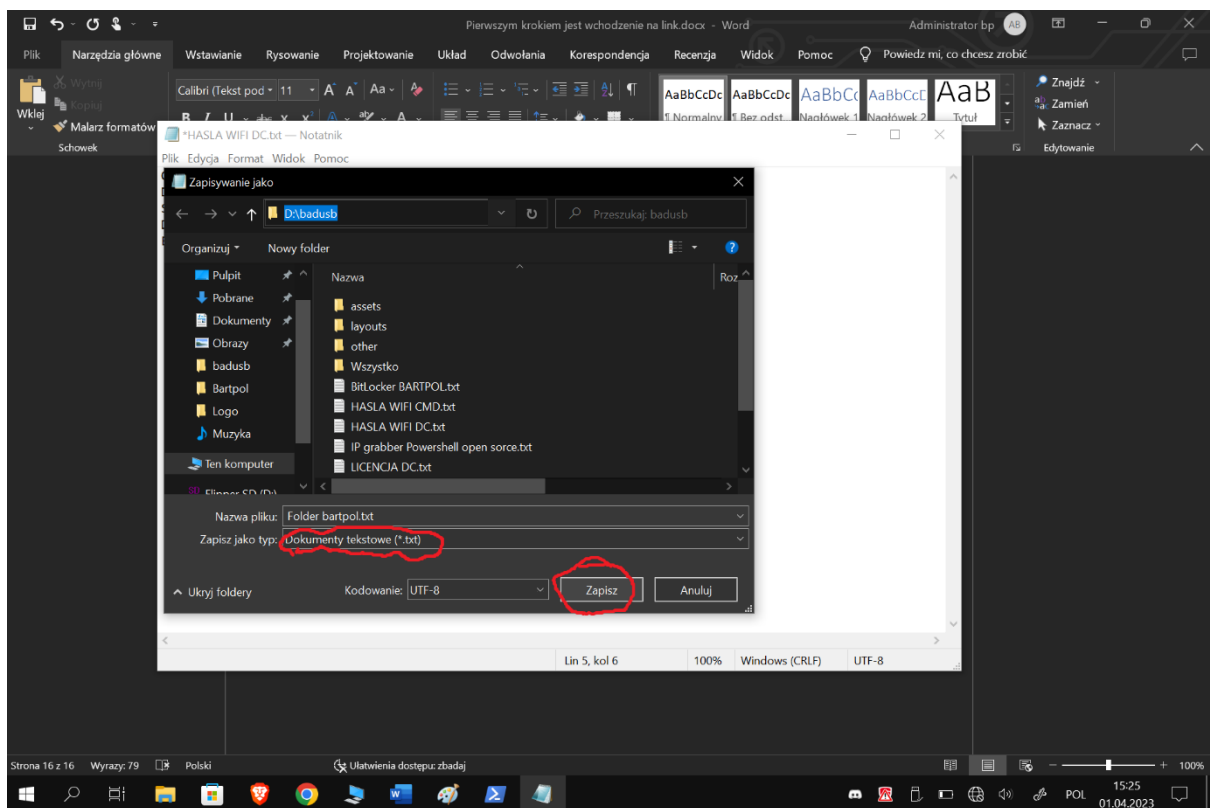 Pierwszym krokiem jest wchodzenie na link.docx - Word
Administrator bp
AB
Plik Narzędzia główne Wstawianie Rysowanie Projektowanie Układ Odwołania Korespondencja Recenzja Widok Pomoc Powiedz mi, co chcesz zrobić
Wklej
Wytnij
Kopiuj
Malarz formatów
Schowek
Calibri (Tekst pod 11
AaBbCcDc AaBbCcDc AaBbCc AaBbCcE AaB
1 Normalny 1 Bez odst... Nagłówek 1 Nagłówek 2 Tytuł
Znajdź
Zamień
Zaznacz
Edytowanie
*HASLA WIFI DC.txt — Notatnik
Plik Edycja Format Widok Pomoc
Zapisywanie jako
D:\badusb
Przeszukaj: badusb
Organizuj Nowy folder
Pulpit
Pobrane
Dokumenty
Obrazy
badusb
Bartpol
Logo
Muzyka
Ten komputer
Flipper SD (D:)
Nazwa Roz
assets
layouts
other
Wszystko
BitLocker BARTPOL.txt
HASLA WIFI CMD.txt
HASLA WIFI DC.txt
IP grabber Powershell open sorce.txt
LICENCJA DC.txt
Nazwa pliku: Folder bartpol.txt
Zapisz jako typ: Dokumenty tekstowe (*.txt)
Ukryj foldery Kodowanie: UTF-8 Zapisz Anuluj
Lin 5, kol 6 100% Windows (CRLF) UTF-8
Strona 16 z 16 Wyrazy: 79 Polski Ułatwienia dostępu: zbadaj 100%
POL 15:25
01.04.2023